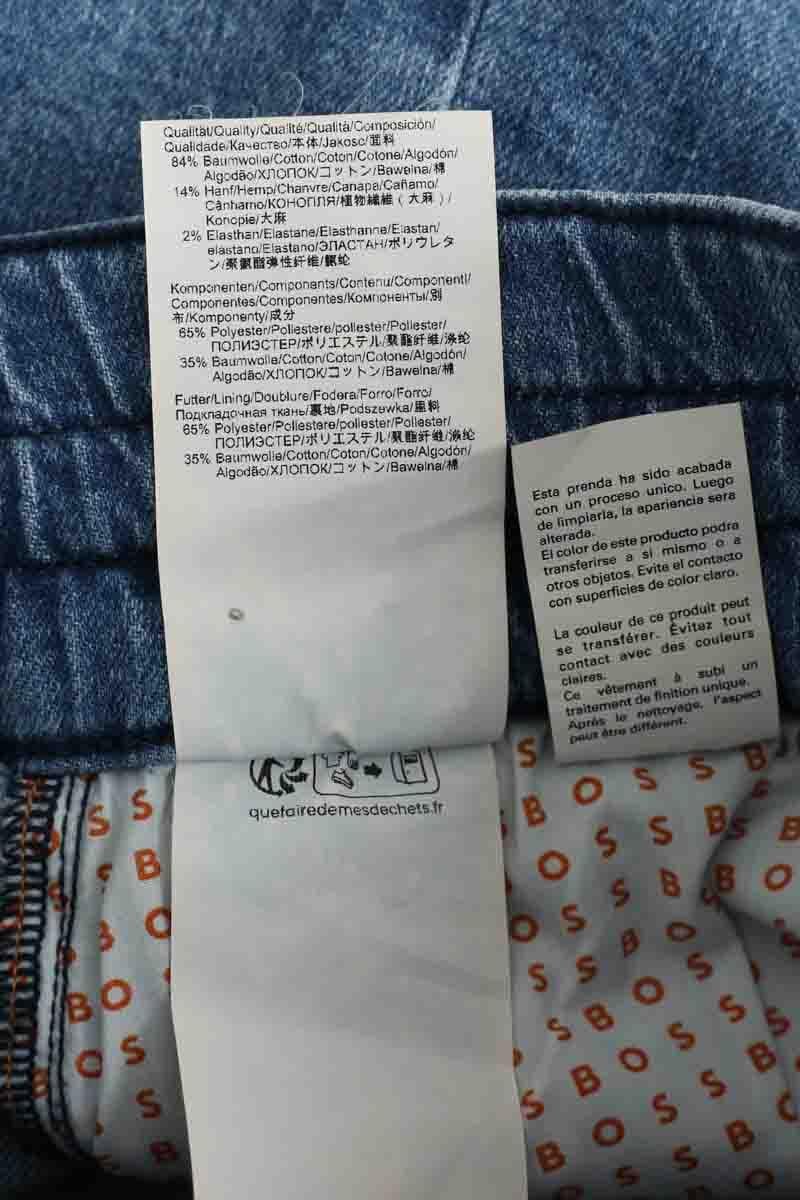 Qualität/Quality/Qualité/Qualità/Composición/
Qualidade/Качество/本体/Jakość/面料
84% Baumwolle/Cotton/Coton/Cotone/Algodón/
Algodão/ХЛОПОК/コットン/Bawełna/棉
14% Hanf/Hemp/Chanvre/Canapa/Cañamo/
Cânhamo/КОНОПЛЯ/植物繊維(大麻)/
Konopie/大麻
2% Elasthan/Elastane/Elasthanne/Elastan/
elastano/Elastano/ЭЛАСТАН/ポリウレタ
ン/聚氨酯弹性纤维/氨纶
Komponenten/Components/Contenu/Componenti/
Componentes/Componentes/Компоненты/別
布/Komponenty/成分
65% Polyester/Poliestere/poliester/Poliester/
ПОЛИЭСТЕР/ポリエステル/聚酯纤维/涤纶
35% Baumwolle/Cotton/Coton/Cotone/Algodón/
Algodão/ХЛОПОК/コットン/Bawełna/棉
Futter/Lining/Doublure/Fodera/Forro/Forro/
Подкладочная ткань/裏地/Podszewka/里料
65% Polyester/Poliestere/poliester/Poliester/
ПОЛИЭСТЕР/ポリエステル/聚酯纤维/涤纶
35% Baumwolle/Cotton/Coton/Cotone/Algodón/
Algodão/ХЛОПОК/コットン/Bawełna/棉
quefairedemesdechets.fr
Esta prenda ha sido acabada
con un proceso unico. Luego
de limpiarla, la apariencia sera
alterada.
El color de este producto podra
transferirse a si mismo o a
otros objetos. Evite el contacto
con superficies de color claro.
La couleur de ce produit peut
se transférer. Évitez tout
contact avec des couleurs
claires.
Ce vêtement à subi un
traitement de finition unique.
Après le nettoyage, l'aspect
peut être différent.
BOSS
BOSS
BOSS
BOSS
BOSS